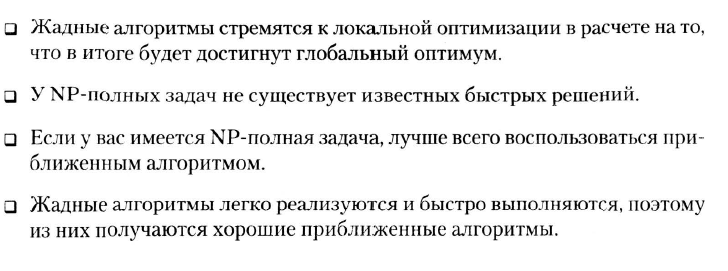 ❑ Жадные алгоритмы стремятся к локальной оптимизации в расчете на то,
что в итоге будет достигнут глобальный оптимум.
❑ У NP-полных задач не существует известных быстрых решений.
❑ Если у вас имеется NP-полная задача, лучше всего воспользоваться при-
ближенным алгоритмом.
❑ Жадные алгоритмы легко реализуются и быстро выполняются, поэтому
из них получаются хорошие приближенные алгоритмы.